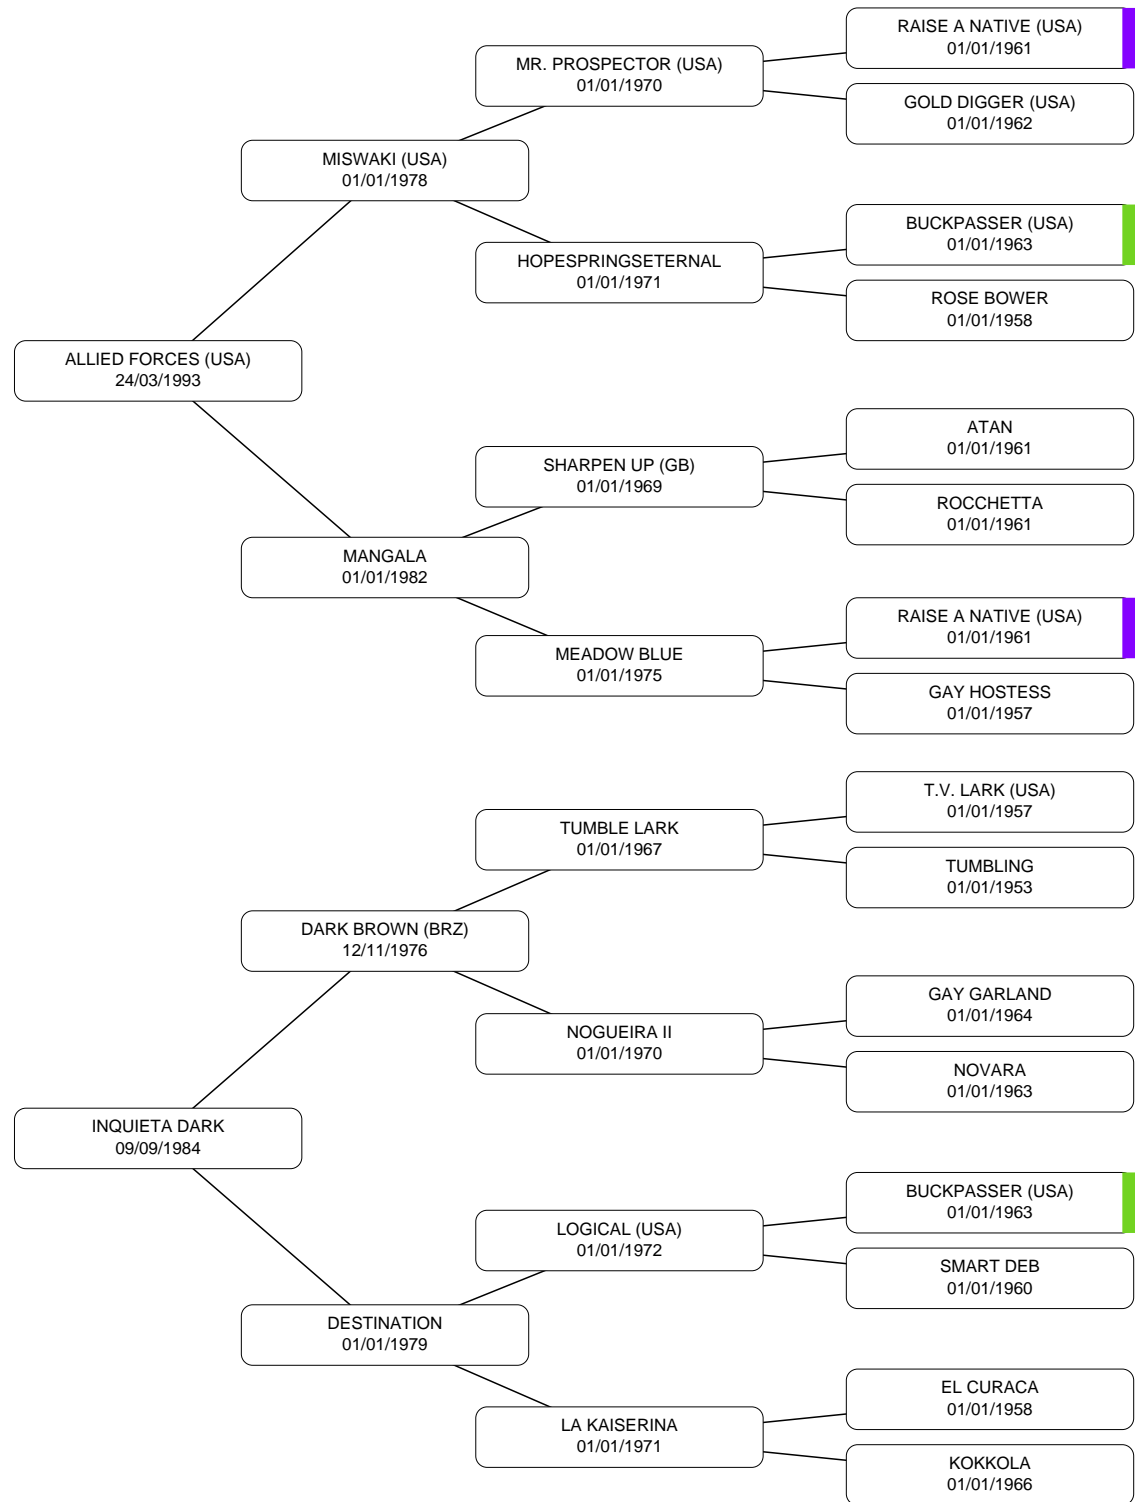 RAISE A NATIVE (USA)
01/01/1961
MR. PROSPECTOR (USA)
01/01/1970
GOLD DIGGER (USA)
01/01/1962
MISWAKI (USA)
01/01/1978
BUCKPASSER (USA)
01/01/1963
HOPESPRINGSETERNAL
01/01/1971
ROSE BOWER
01/01/1958
ALLIED FORCES (USA)
24/03/1993
ATAN
01/01/1961
SHARPEN UP (GB)
01/01/1969
ROCCHETTA
01/01/1961
MANGALA
01/01/1982
RAISE A NATIVE (USA)
01/01/1961
MEADOW BLUE
01/01/1975
GAY HOSTESS
01/01/1957
T.V. LARK (USA)
01/01/1957
TUMBLE LARK
01/01/1967
TUMBLING
01/01/1953
DARK BROWN (BRZ)
12/11/1976
GAY GARLAND
01/01/1964
NOGUEIRA II
01/01/1970
NOVARA
01/01/1963
INQUIETA DARK
09/09/1984
BUCKPASSER (USA)
01/01/1963
LOGICAL (USA)
01/01/1972
SMART DEB
01/01/1960
DESTINATION
01/01/1979
EL CURACA
01/01/1958
LA KAISERINA
01/01/1971
KOKKOLA
01/01/1966